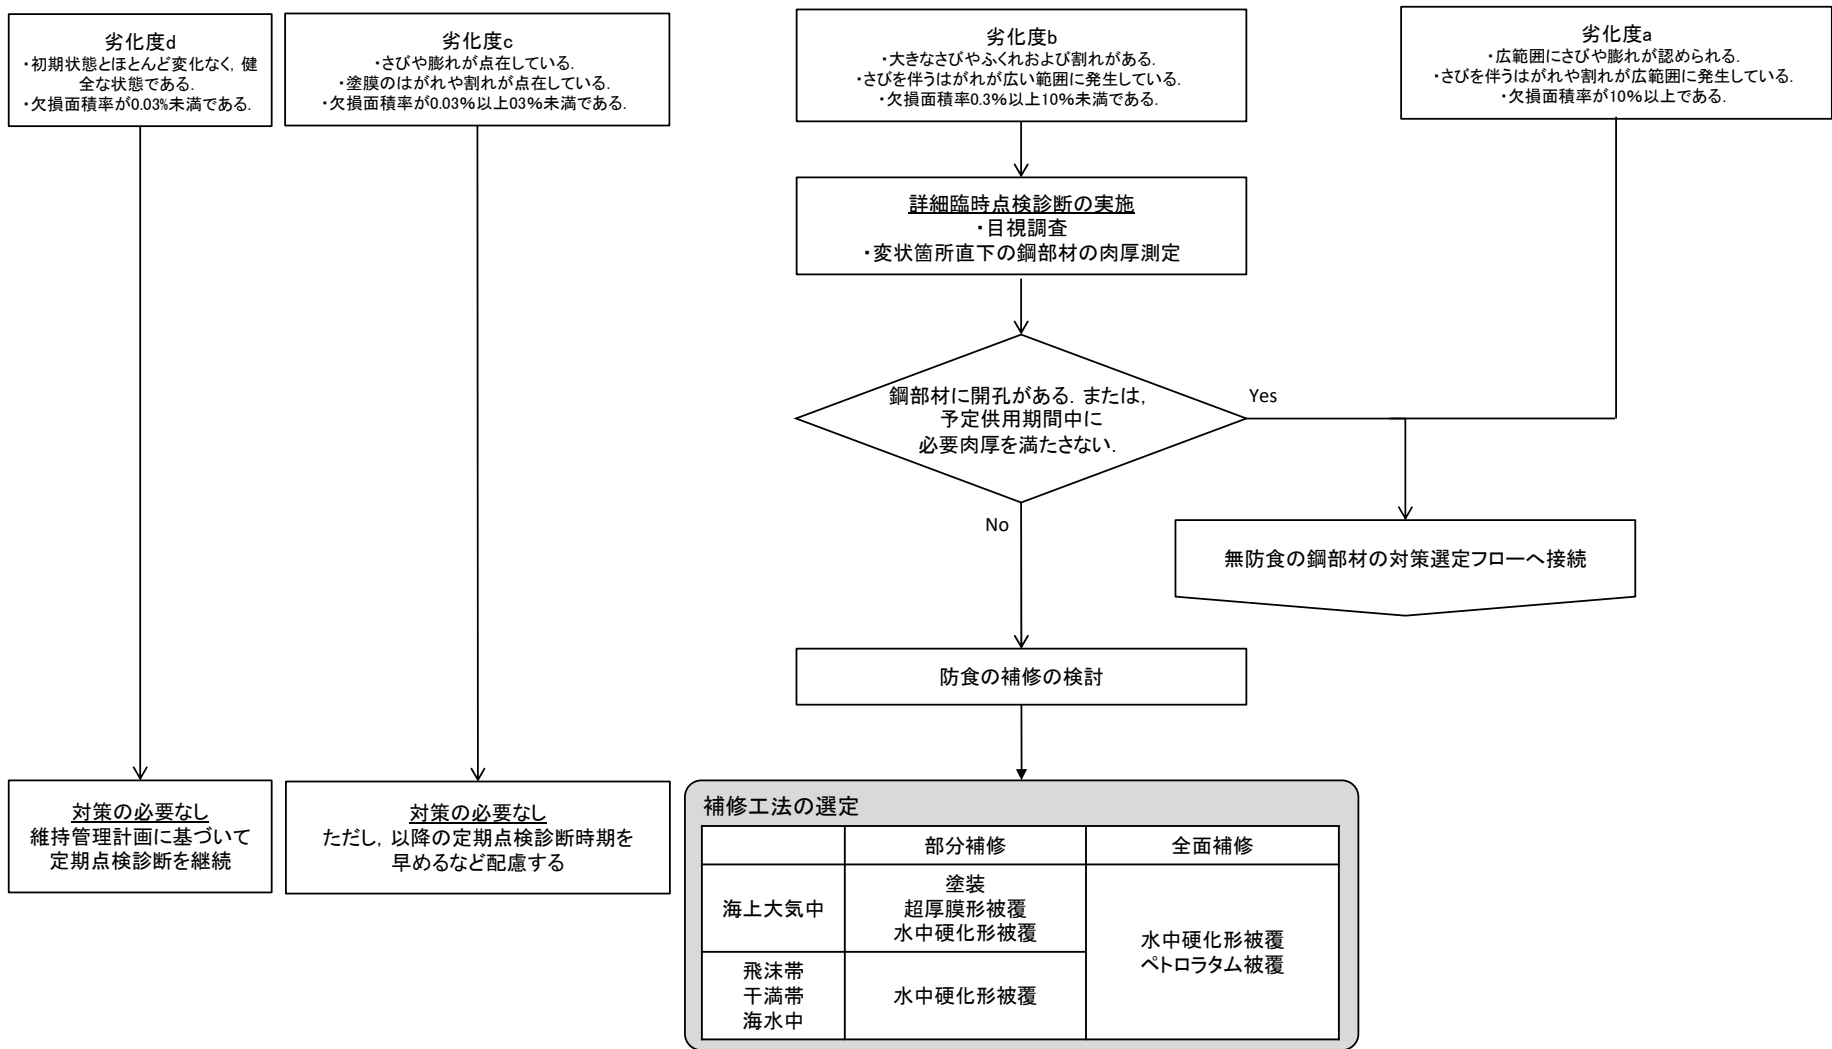 劣化度d
・初期状態とほとんど変化なく, 健
全な状態である.
・欠損面積率が0.03%未満である.
劣化度c
・さびや膨れが点在している.
・塗膜のはがれや割れが点在している.
・欠損面積率が0.03%以上03%未満である.
劣化度b
・大きなさびやふくれおよび割れがある.
・さびを伴うはがれが広い範囲に発生している.
・欠損面積率0.3%以上10%未満である.
劣化度a
・広範囲にさびや膨れが認められる.
・さびを伴うはがれや割れが広範囲に発生している.
・欠損面積率が10%以上である.
詳細臨時点検診断の実施
・目視調査
・変状箇所直下の鋼部材の肉厚測定
鋼部材に開孔がある. または,
予定供用期間中に
必要肉厚を満たさない.
Yes
No
無防食の鋼部材の対策選定フローへ接続
防食の補修の検討
対策の必要なし
維持管理計画に基づいて
定期点検診断を継続
対策の必要なし
ただし, 以降の定期点検診断時期を
早めるなど配慮する
補修工法の選定
部分補修
全面補修
海上大気中
塗装
超厚膜形被覆
水中硬化形被覆
水中硬化形被覆
ペトロラタム被覆
飛沫帯
干満帯
海水中
水中硬化形被覆